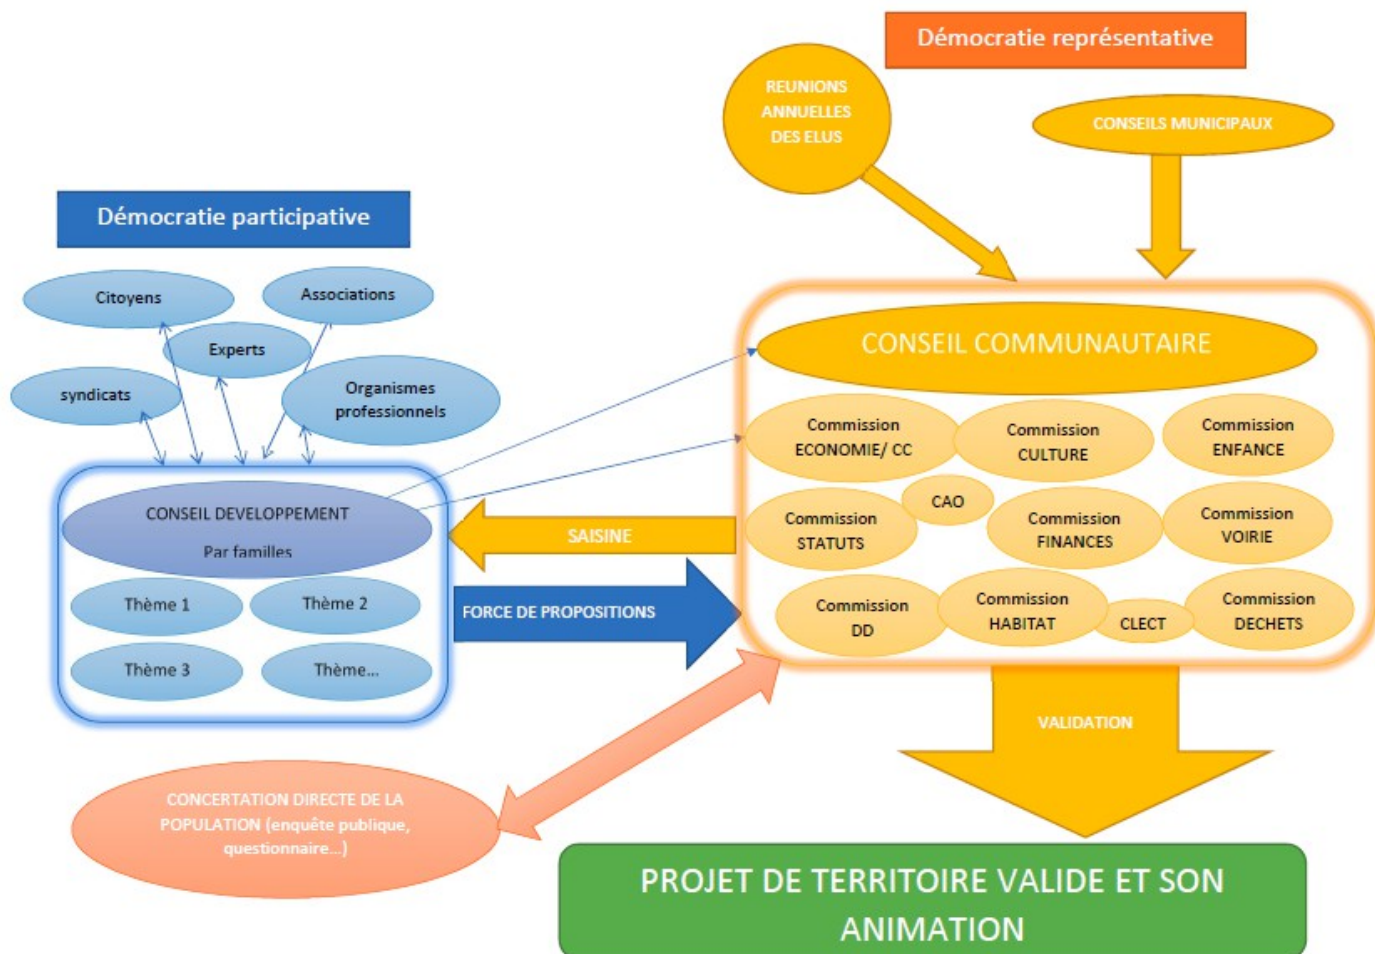 Démocratie représentative
REUNIONS
ANNUELLES
DES ELUS
CONSEILS MUNICIPAUX
Démocratie participative
Citoyens
Associations
Experts
syndicats
Organismes
professionnels
CONSEIL COMMUNAUTAIRE
Commission
ECONOMIE/ CC
Commission
CULTURE
Commission
ENFANCE
CAO
Commission
STATUTS
Commission
FINANCES
Commission
VOIRIE
Commission
DD
Commission
HABITAT
CLECT
Commission
DECHETS
CONSEIL DEVELOPPEMENT
Par familles
Thème 1
Thème 2
Thème 3
Thème...
SAISINE
FORCE DE PROPOSITIONS
VALIDATION
CONCERTATION DIRECTE DE LA
POPULATION (enquête publique,
questionnaire...)
PROJET DE TERRITOIRE VALIDE ET SON
ANIMATION